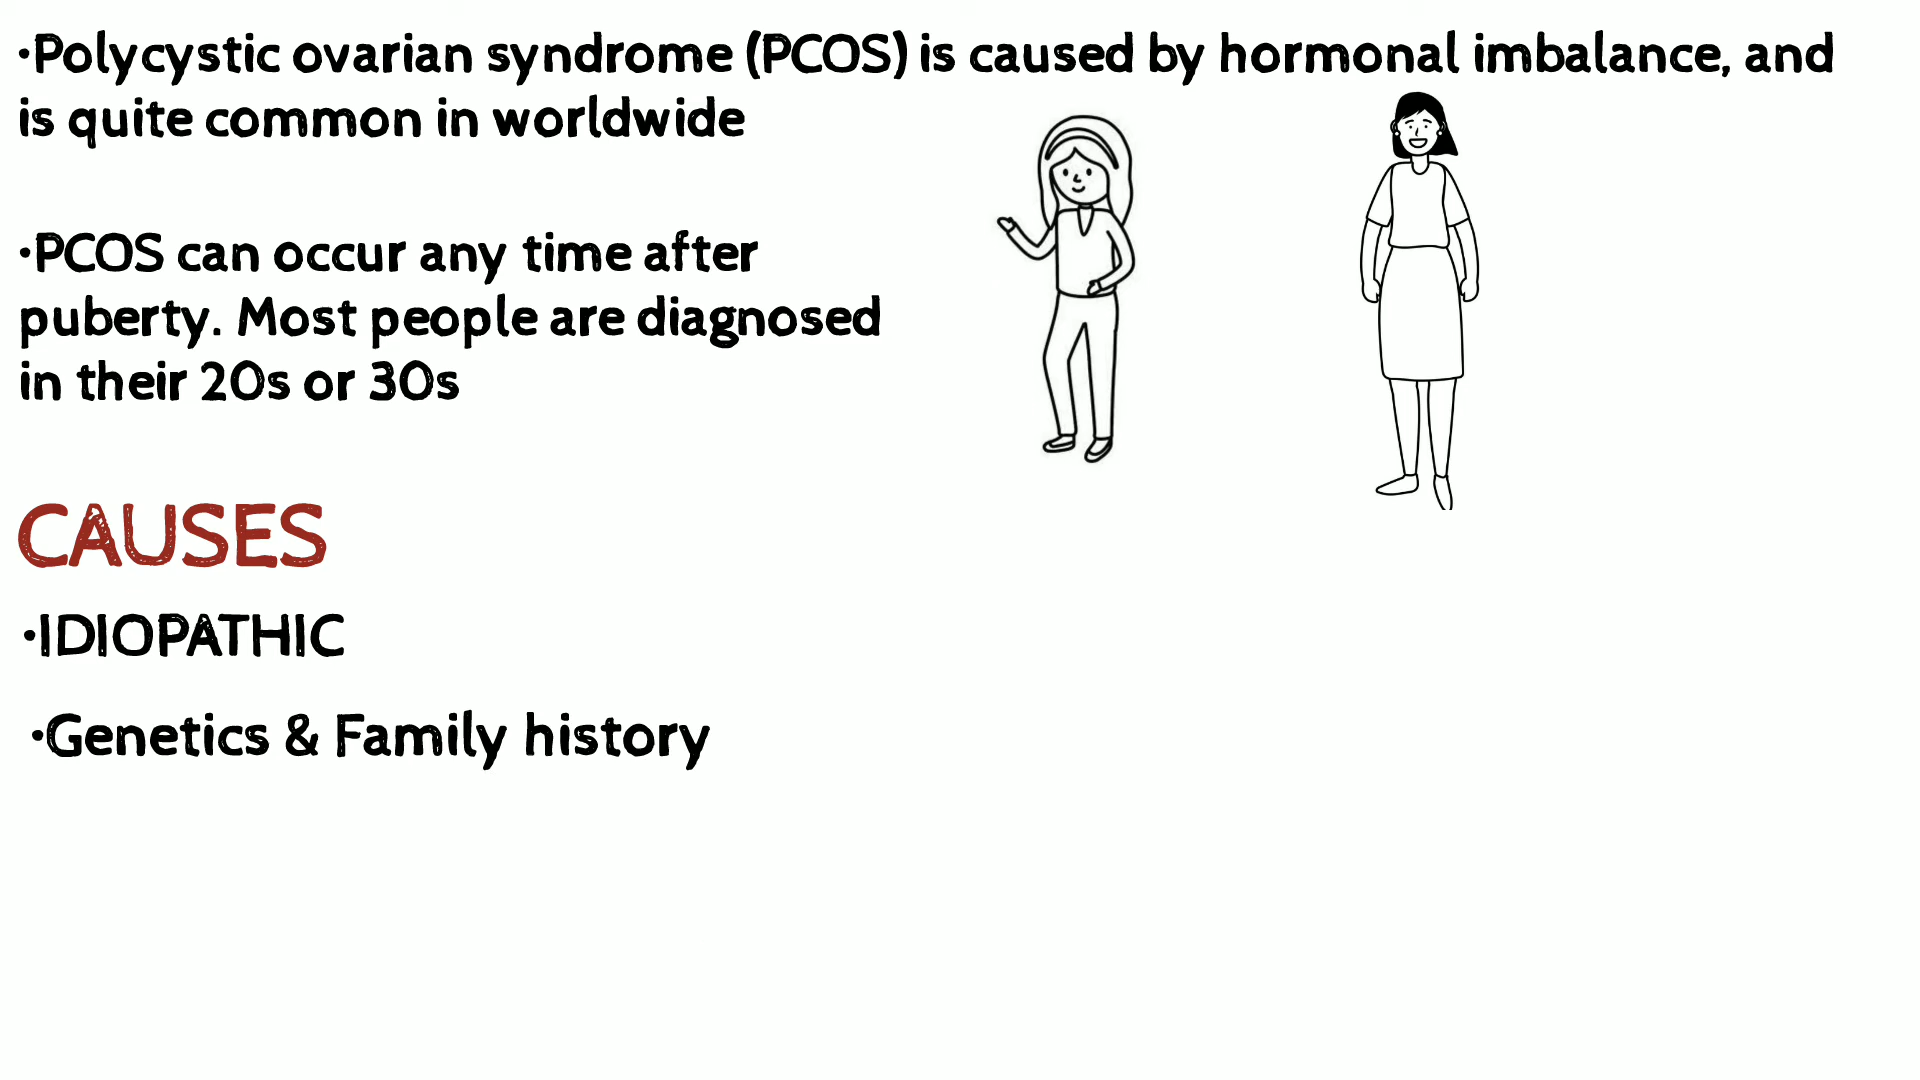 •Polycystic ovarian syndrome (PCOS) is caused by hormonal imbalance, and
is quite common in worldwide
•PCOS can occur any time after
puberty. Most people are diagnosed
in their 20s or 30s
CAUSES
•IDIOPATHIC
•Genetics & Family history